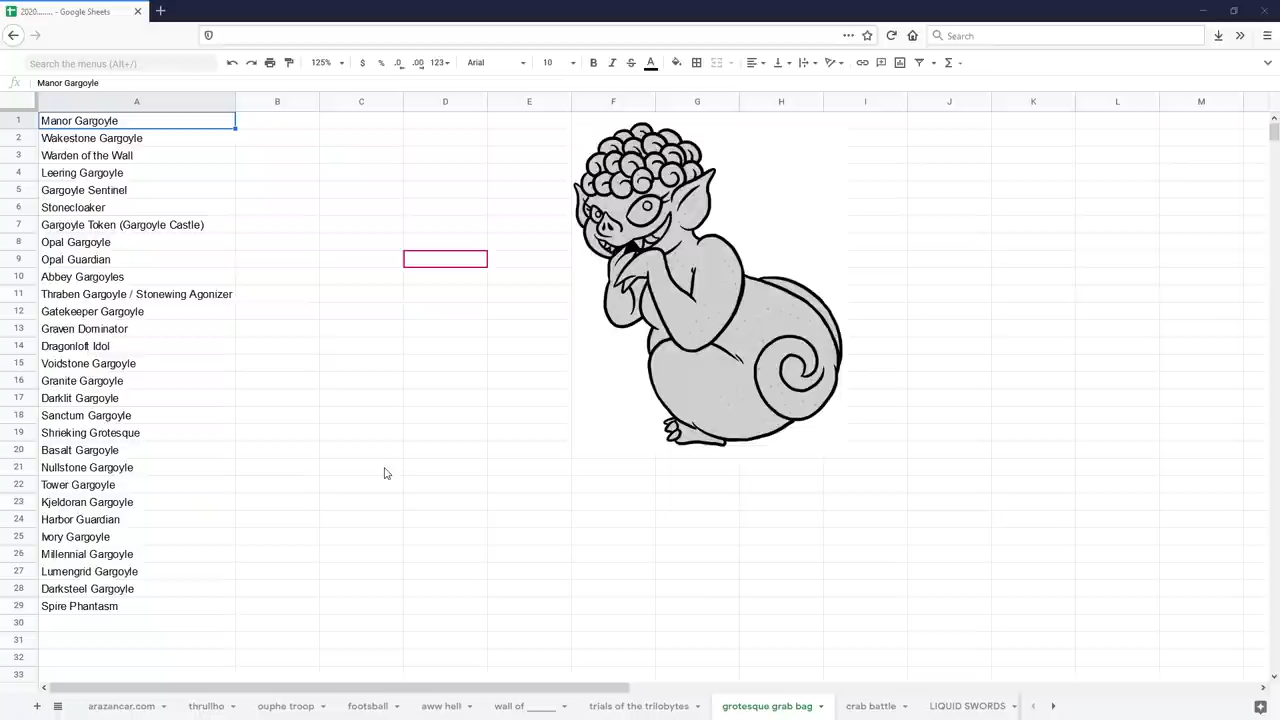 2020........ - Google Sheets
Search
Search the menus (Alt+/)
125%
$
%
.0
.00
123
Arial
10
B
I
S
A
Σ
fx
Manor Gargoyle
A B C D E F G H I J K L M
1 Manor Gargoyle
2 Wakestone Gargoyle
3 Warden of the Wall
4 Leering Gargoyle
5 Gargoyle Sentinel
6 Stonecloaker
7 Gargoyle Token (Gargoyle Castle)
8 Opal Gargoyle
9 Opal Guardian
10 Abbey Gargoyles
11 Thraben Gargoyle / Stonewing Agonizer
12 Gatekeeper Gargoyle
13 Graven Dominator
14 Dragonloft Idol
15 Voidstone Gargoyle
16 Granite Gargoyle
17 Darklit Gargoyle
18 Sanctum Gargoyle
19 Shrieking Grotesque
20 Basalt Gargoyle
21 Nullstone Gargoyle
22 Tower Gargoyle
23 Kjeldoran Gargoyle
24 Harbor Guardian
25 Ivory Gargoyle
26 Millennial Gargoyle
27 Lumengrid Gargoyle
28 Darksteel Gargoyle
29 Spire Phantasm
30
31
32
33
arazancar.com
thrullho
ouphe troop
footsball
aww hell
wall of ______
trials of the trilobytes
grotesque grab bag
crab battle
LIQUID SWORDS